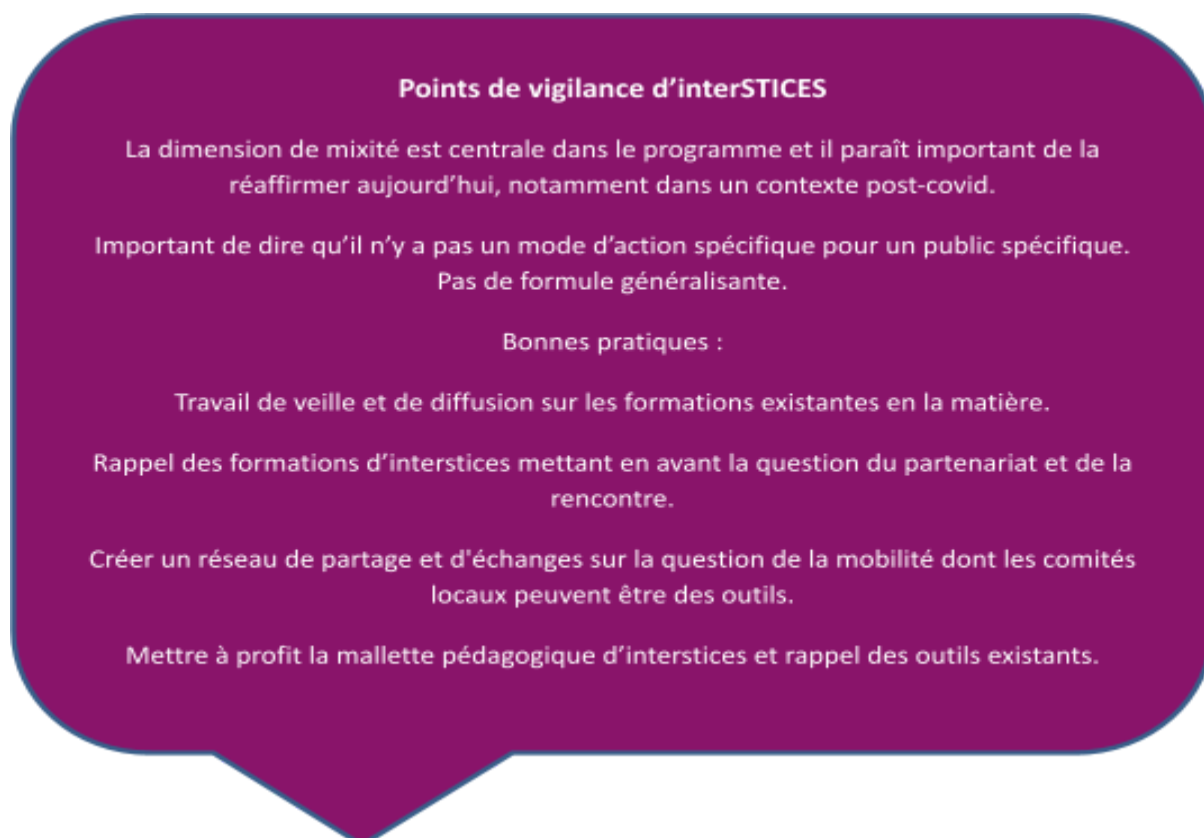 Points de vigilance d’interSTICES
La dimension de mixité est centrale dans le programme et il paraît important de la
réaffirmer aujourd’hui, notamment dans un contexte post-covid.
Important de dire qu’il n’y a pas un mode d’action spécifique pour un public spécifique.
Pas de formule généralisante.
Bonnes pratiques :
Travail de veille et de diffusion sur les formations existantes en la matière.
Rappel des formations d’interstices mettant en avant la question du partenariat et de la
rencontre.
Créer un réseau de partage et d'échanges sur la question de la mobilité dont les comités
locaux peuvent être des outils.
Mettre à profit la mallette pédagogique d’interstices et rappel des outils existants.